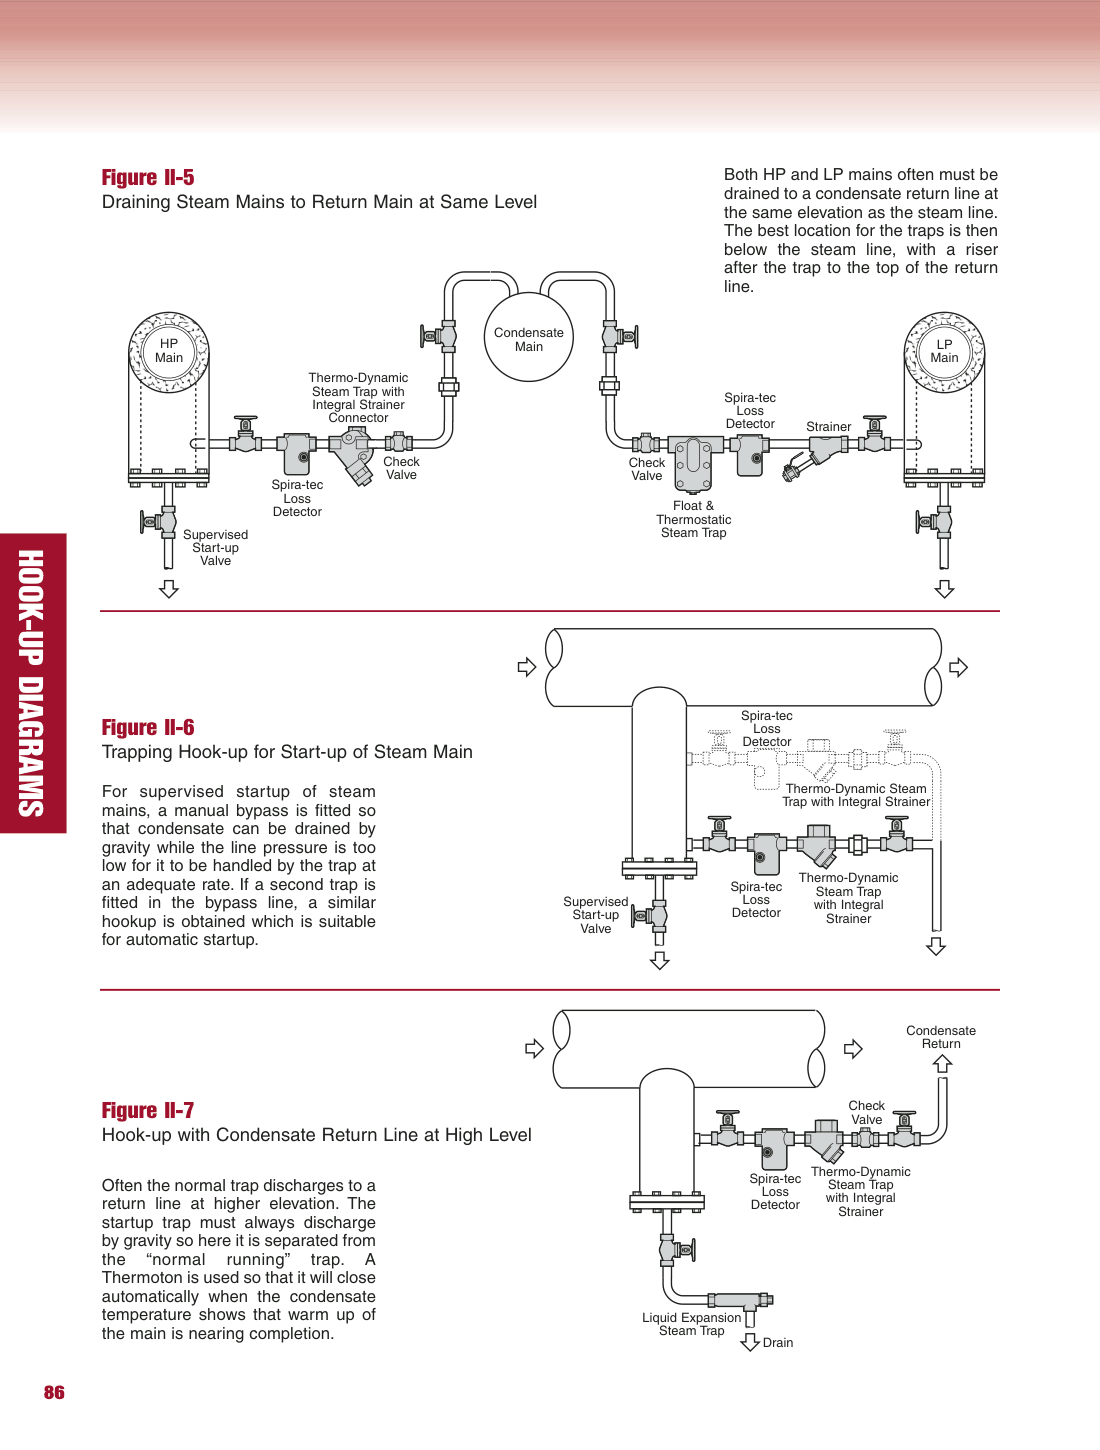 Figure II-5
Draining Steam Mains to Return Main at Same Level
Both HP and LP mains often must be
drained to a condensate return line at
the same elevation as the steam line.
The best location for the traps is then
below the steam line, with a riser
after the trap to the top of the return
line.
HP
Main
Thermo-Dynamic
Steam Trap with
Integral Strainer
Connector
Condensate
Main
LP
Main
Spira-tec
Loss
Detector
Strainer
Check
Valve
Spira-tec
Loss
Detector
Check
Valve
Float &
Thermostatic
Steam Trap
Supervised
Start-up
Valve
HOOK-UP DIAGRAMS
Figure II-6
Trapping Hook-up for Start-up of Steam Main
For supervised startup of steam
mains, a manual bypass is fitted so
that condensate can be drained by
gravity while the line pressure is too
low for it to be handled by the trap at
an adequate rate. If a second trap is
fitted in the bypass line, a similar
hookup is obtained which is suitable
for automatic startup.
Spira-tec
Loss
Detector
Thermo-Dynamic Steam
Trap with Integral Strainer
Spira-tec
Loss
Detector
Thermo-Dynamic
Steam Trap
with Integral
Strainer
Supervised
Start-up
Valve
Figure II-7
Hook-up with Condensate Return Line at High Level
Often the normal trap discharges to a
return line at higher elevation. The
startup trap must always discharge
by gravity so here it is separated from
the “normal running” trap. A
Thermoton is used so that it will close
automatically when the condensate
temperature shows that warm up of
the main is nearing completion.
Condensate
Return
Check
Valve
Spira-tec
Loss
Detector
Thermo-Dynamic
Steam Trap
with Integral
Strainer
Liquid Expansion
Steam Trap
Drain
86